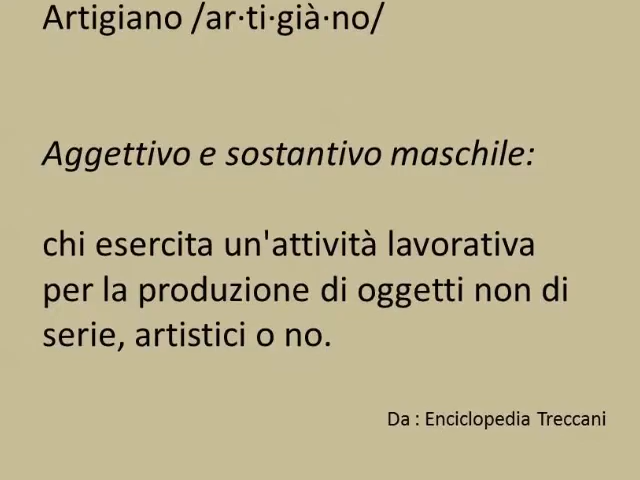 Artigiano /ar·ti·già·no/
Aggettivo e sostantivo maschile:
chi esercita un'attività lavorativa
per la produzione di oggetti non di
serie, artistici o no.
Da : Enciclopedia Treccani